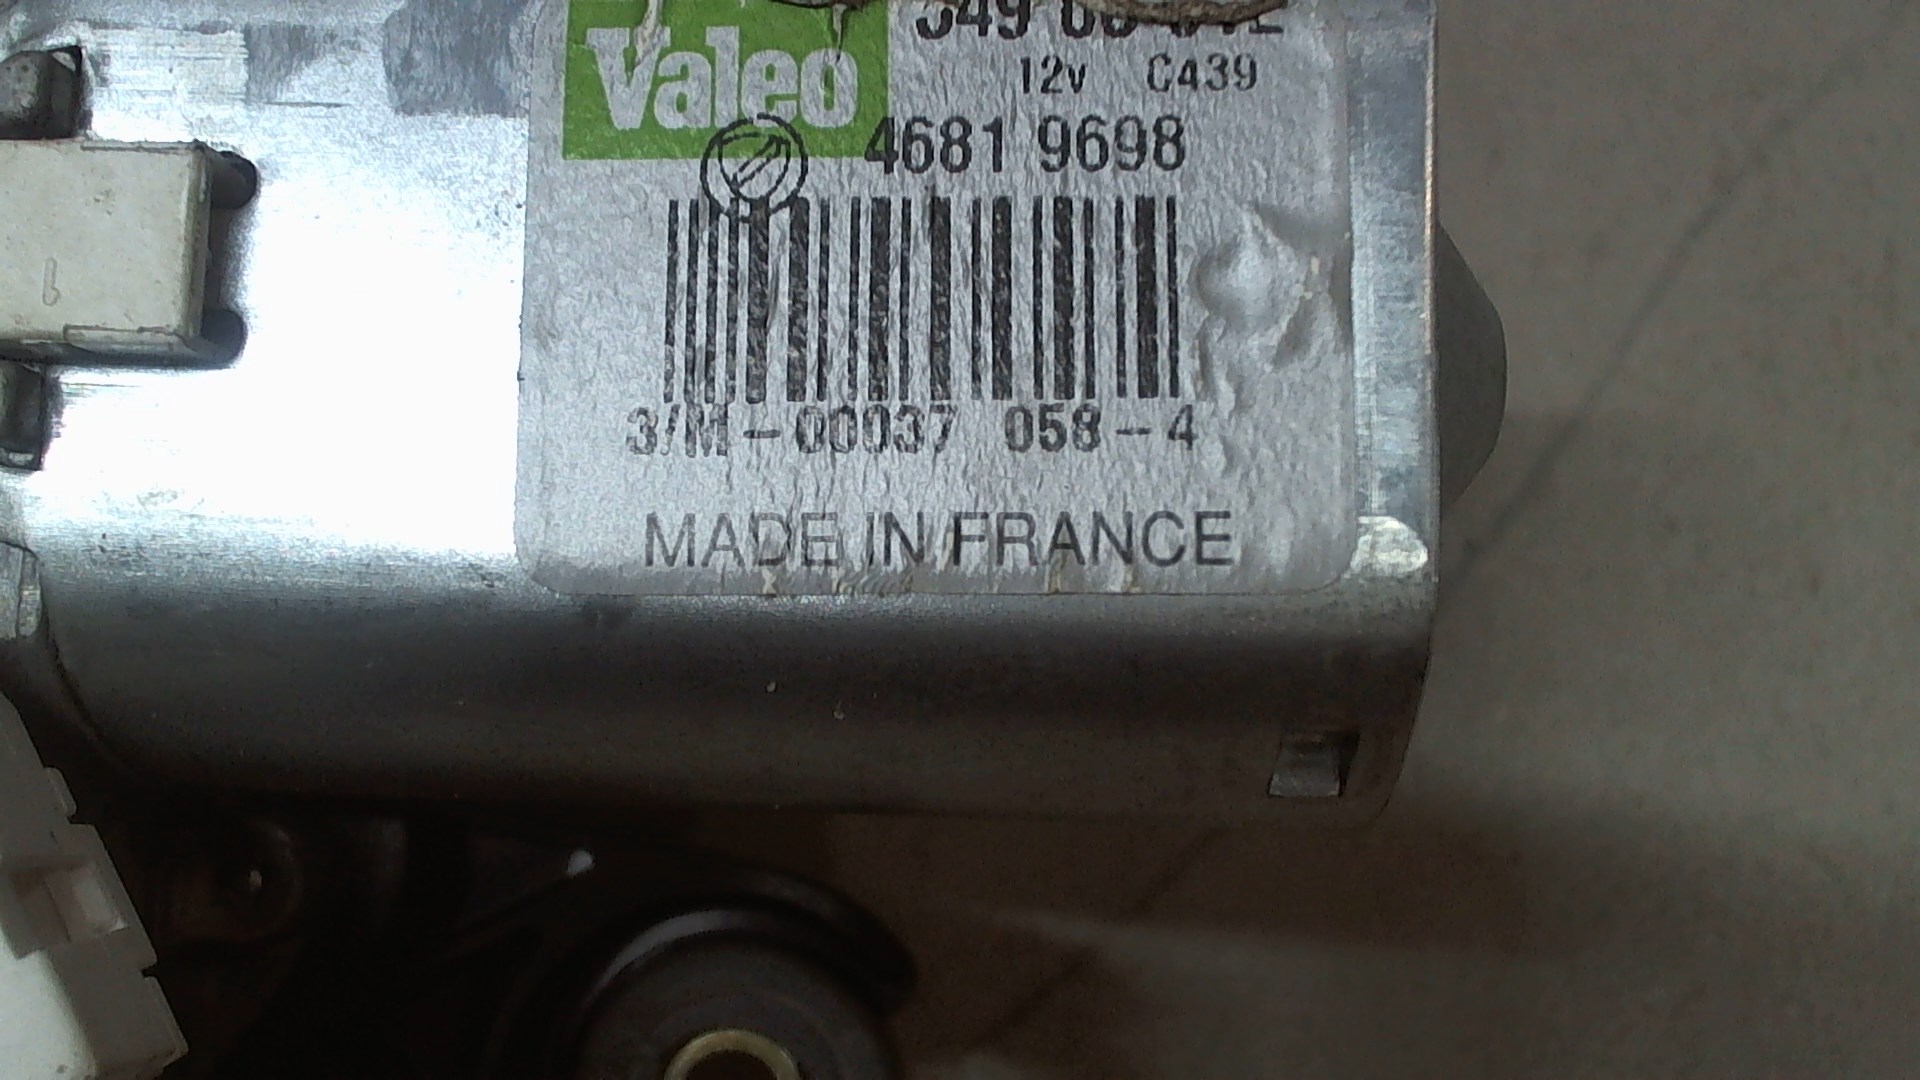 Valeo
12v C439
4681 9698
3/M-00037 058-4
MADE IN FRANCE